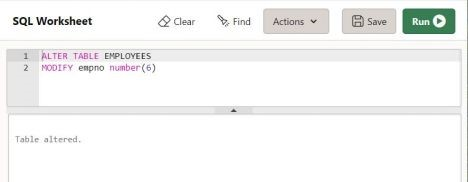 SQL Worksheet Clear Find Actions Save Run
1 ALTER TABLE EMPLOYEES
2 MODIFY empno number(6)
Table altered.